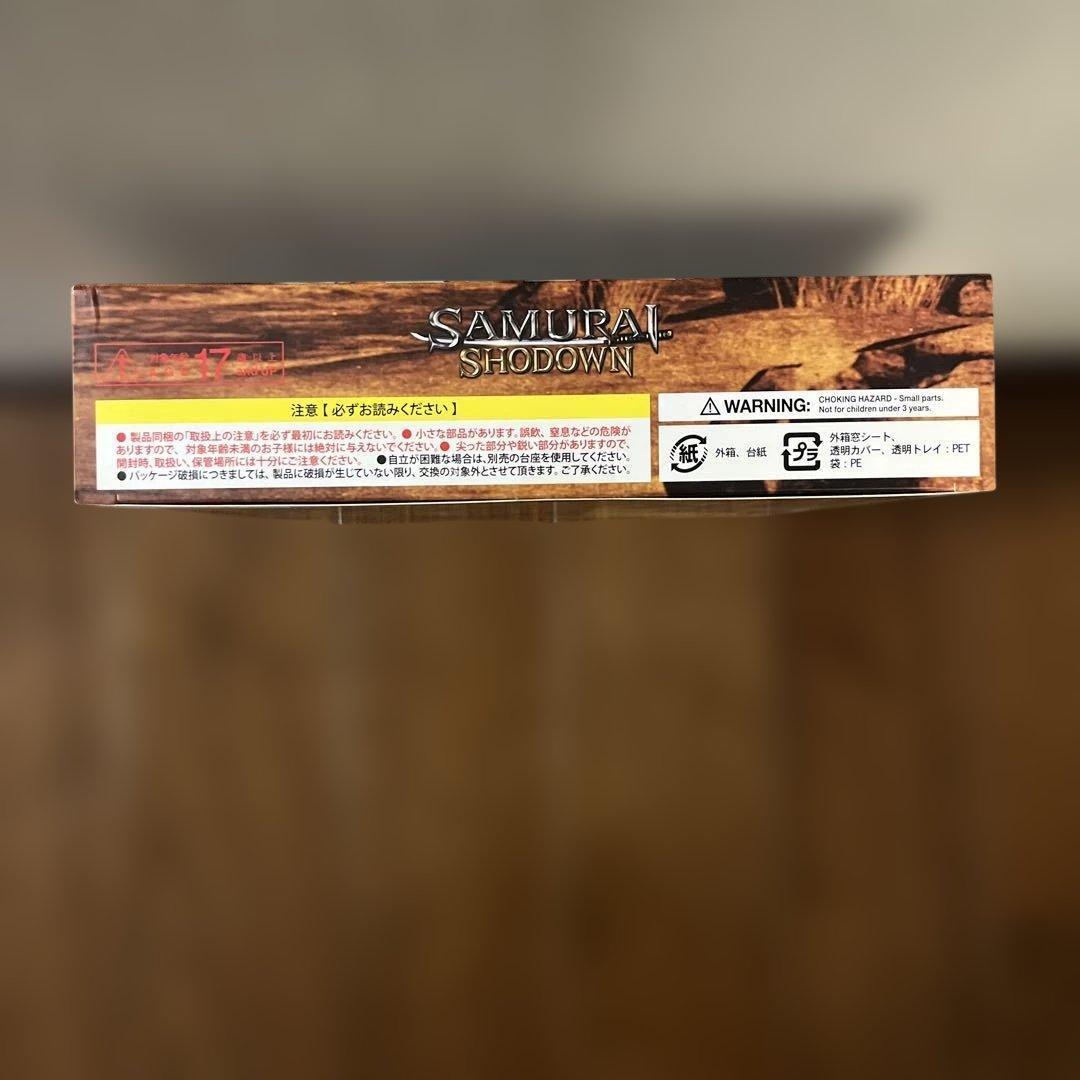 SAMURAI
SHODOWN
対象年齢 17 歳以上
AND UP
注意【必ずお読みください】
● 製品同梱の「取扱上の注意」を必ず最初にお読みください。● 小さな部品があります。誤飲、窒息などの危険が
ありますので、対象年齢未満のお子様には絶対に与えないでください。● 尖った部分や鋭い部分がありますので、
開封時、取扱い、保管場所には十分にご注意ください。 ●自立が困難な場合は、別売の台座を使用してください。
●パッケージ破損につきましては、製品に破損が生じていない限り、交換の対象外とさせて頂きます。ご了承ください。
WARNING: CHOKING HAZARD - Small parts.
Not for children under 3 years.
紙 外箱、台紙
プラ 外箱窓シート、
透明カバー、透明トレイ : PET
袋 : PE